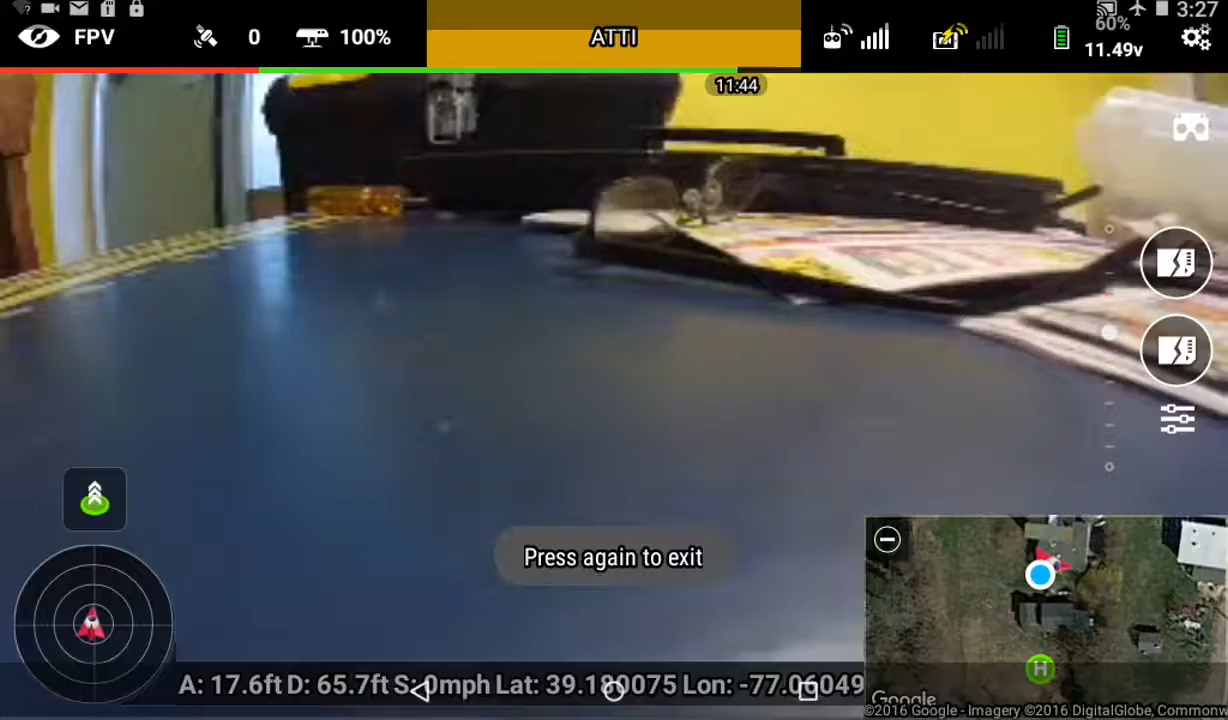 3:27
FPV
0
100%
ATTI
60%
11.49v
11:44
Press again to exit
A: 17.6ft D: 65.7ft S: 0mph Lat: 39.180075 Lon: -77.06049
H
Google
©2016 Google - Imagery ©2016 DigitalGlobe, Commonw